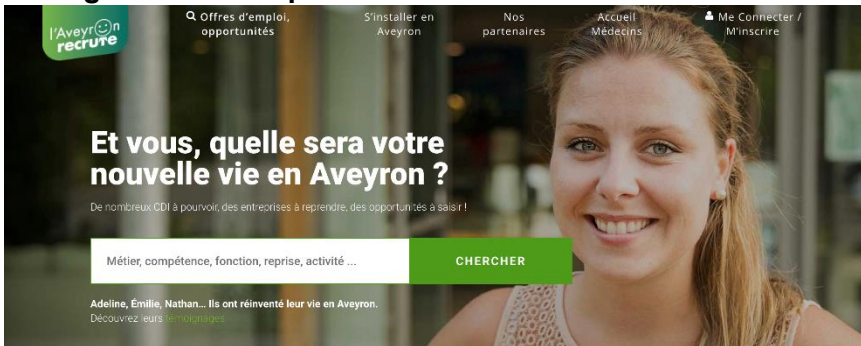 l'Aveyron
recrute
Offres d'emploi,
opportunités
S'installer en
Aveyron
Nos
partenaires
Accueil
Médecins
Me Connecter /
M'inscrire
Et vous, quelle sera votre
nouvelle vie en Aveyron ?
De nombreux CDI à pourvoir, des entreprises à reprendre, des opportunités à saisir !
Métier, compétence, fonction, reprise, activité ...
CHERCHER
Adeline, Émilie, Nathan... Ils ont réinventé leur vie en Aveyron.
Découvrez leurs témoignages